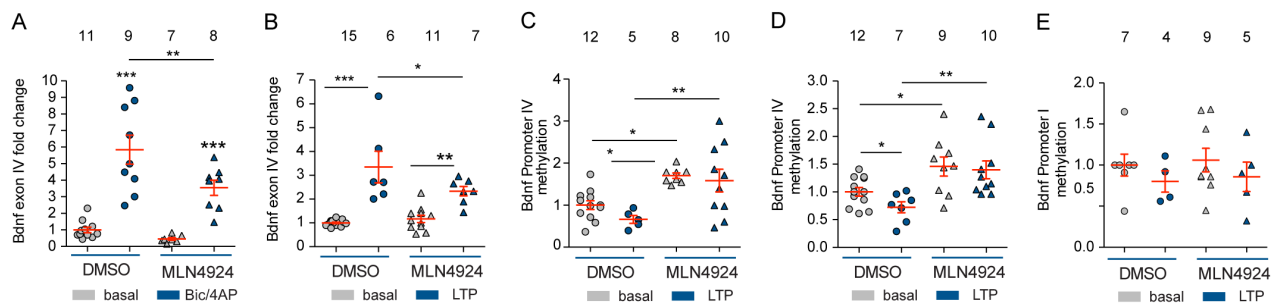 A
11 9 7 8
**
***
***
Bdnf exon IV fold change
10
9
8
7
6
5
4
3
2
1
0
DMSO MLN4924
basal Bic/4AP
B
15 6 11 7
*
***
**
Bdnf exon IV fold change
7
6
5
4
3
2
1
0
DMSO MLN4924
basal LTP
C
12 5 8 10
**
*
*
Bdnf Promoter IV
methylation
4
3
2
1
0
DMSO MLN4924
basal LTP
D
12 7 9 10
**
*
*
Bdnf Promoter IV
methylation
3.0
2.5
2.0
1.5
1.0
0.5
0.0
DMSO MLN4924
basal LTP
E
7 4 9 5
Bdnf Promoter I
methylation
2.0
1.5
1.0
0.5
0.0
DMSO MLN4924
basal LTP